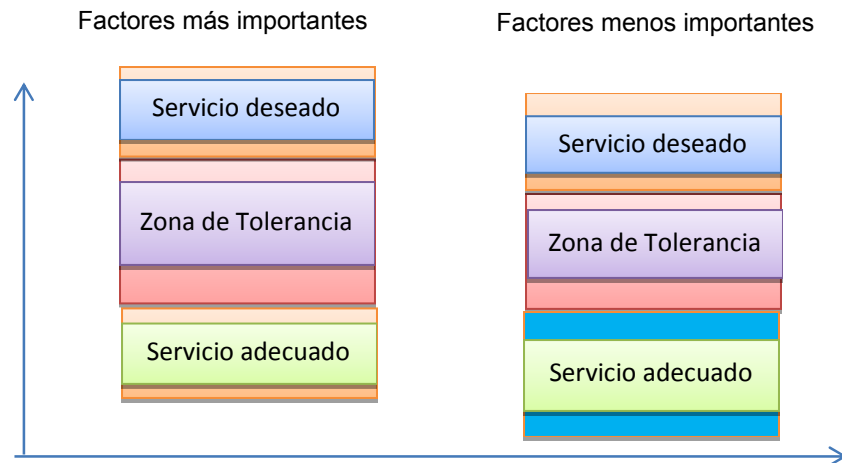 Factores más importantes
Factores menos importantes
Servicio deseado
Zona de Tolerancia
Servicio adecuado
Servicio deseado
Zona de Tolerancia
Servicio adecuado